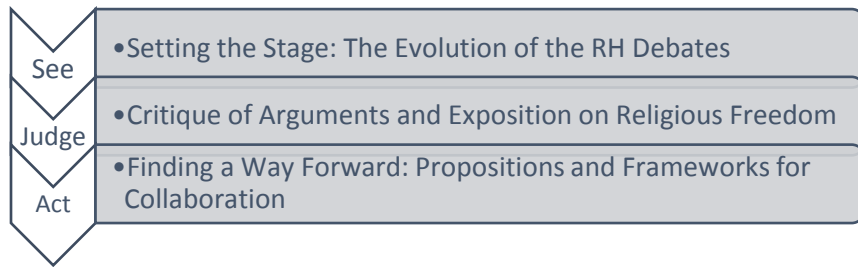 See
•Setting the Stage: The Evolution of the RH Debates
Judge
•Critique of Arguments and Exposition on Religious Freedom
Act
•Finding a Way Forward: Propositions and Frameworks for
Collaboration